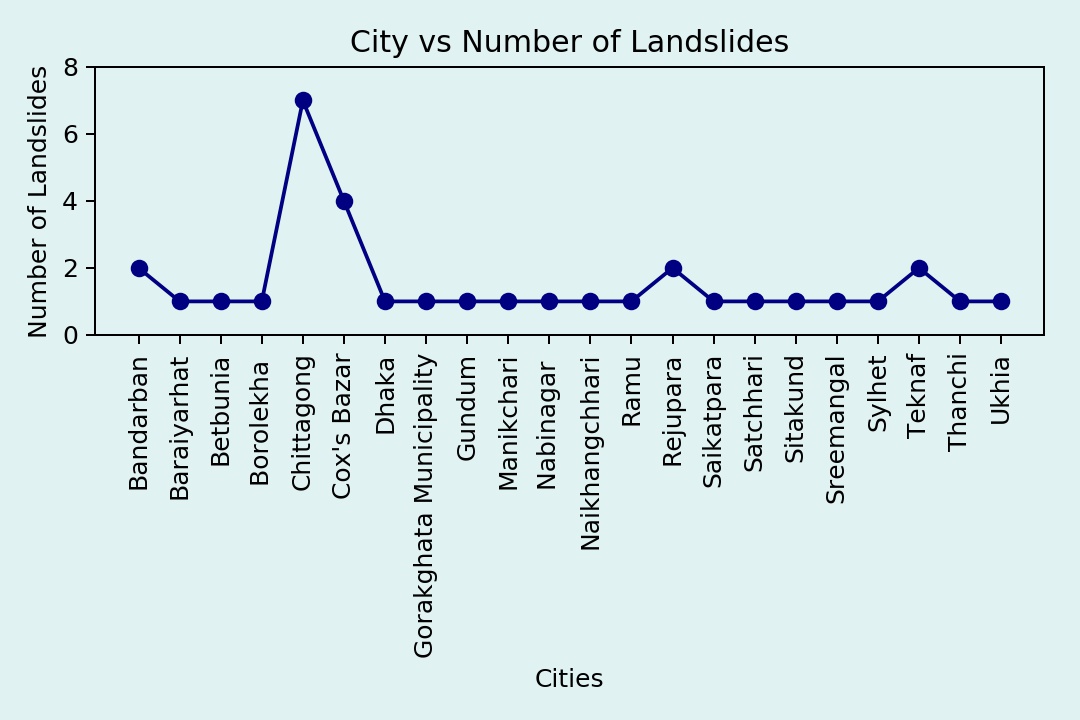 City vs Number of Landslides
Number of Landslides
8
6
4
2
0
Bandarban
Baraiyarhat
Betbunia
Borolekha
Chittagong
Cox's Bazar
Dhaka
Gorakghata Municipality
Gundum
Manikchari
Nabinagar
Naikhangchhari
Ramu
Rejupara
Saikatpara
Satchhari
Sitakund
Sreemangal
Sylhet
Teknaf
Thanchi
Ukhia
Cities